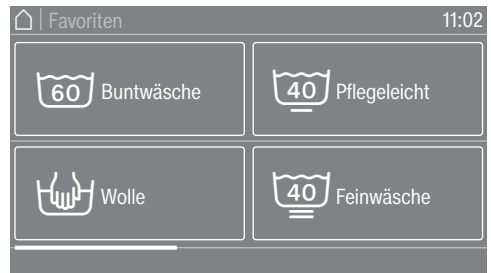 Favoriten 11:02
60 Buntwäsche
40 Pflegeleicht
Wolle
40 Feinwäsche